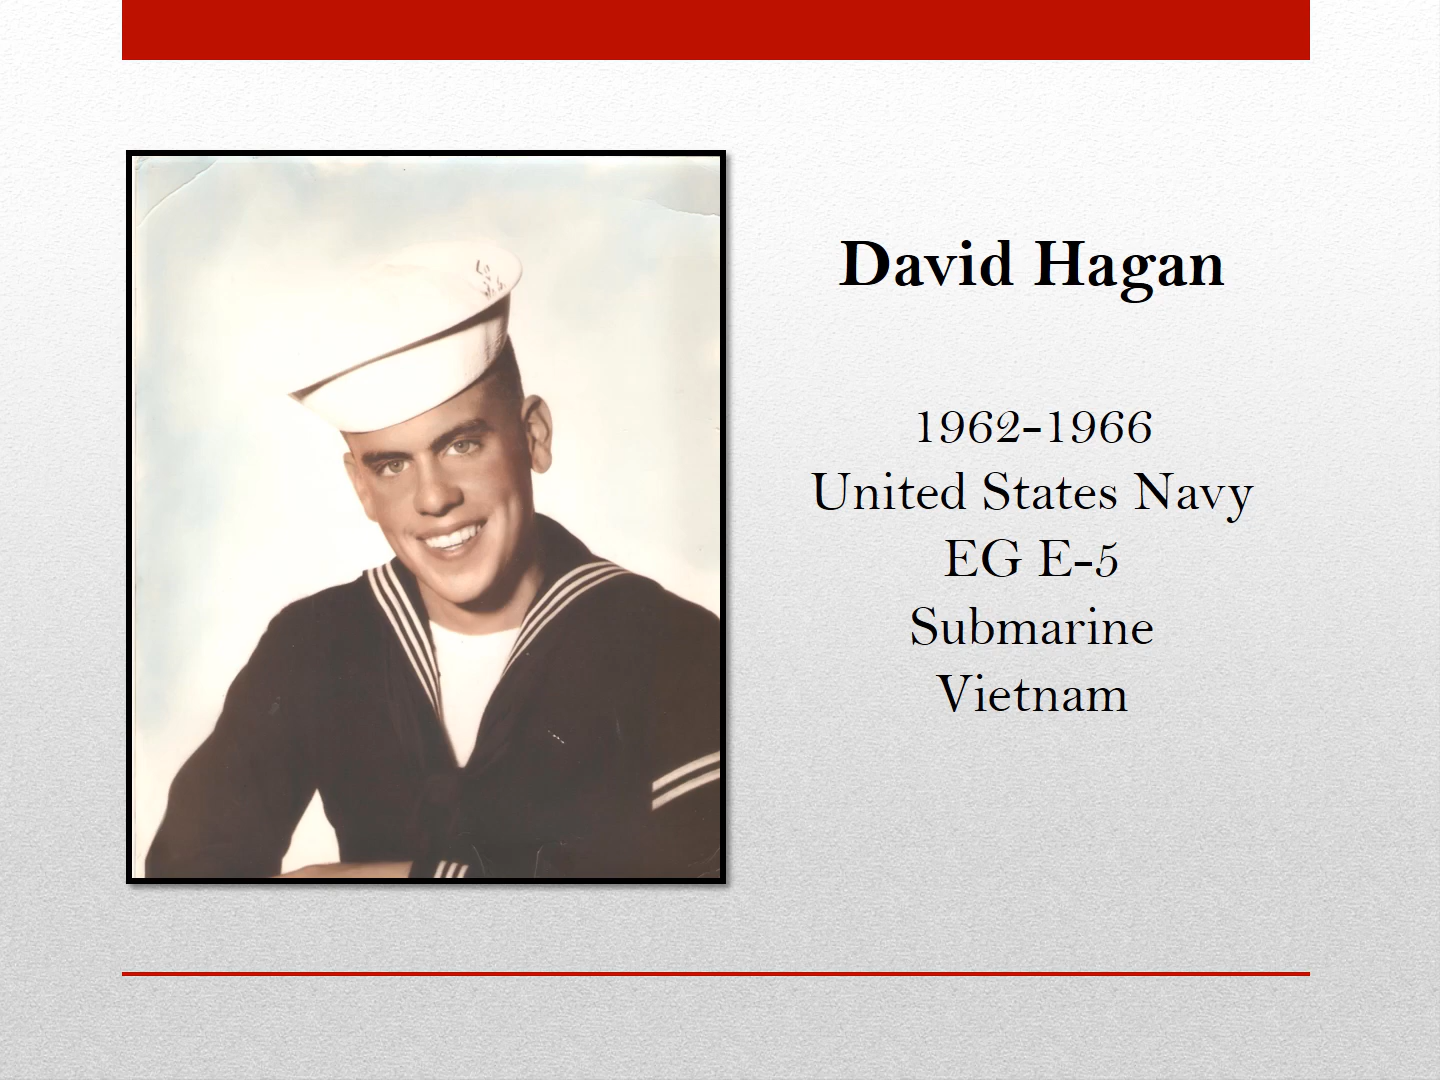 David Hagan
1962-1966
United States Navy
EG E-5
Submarine
Vietnam